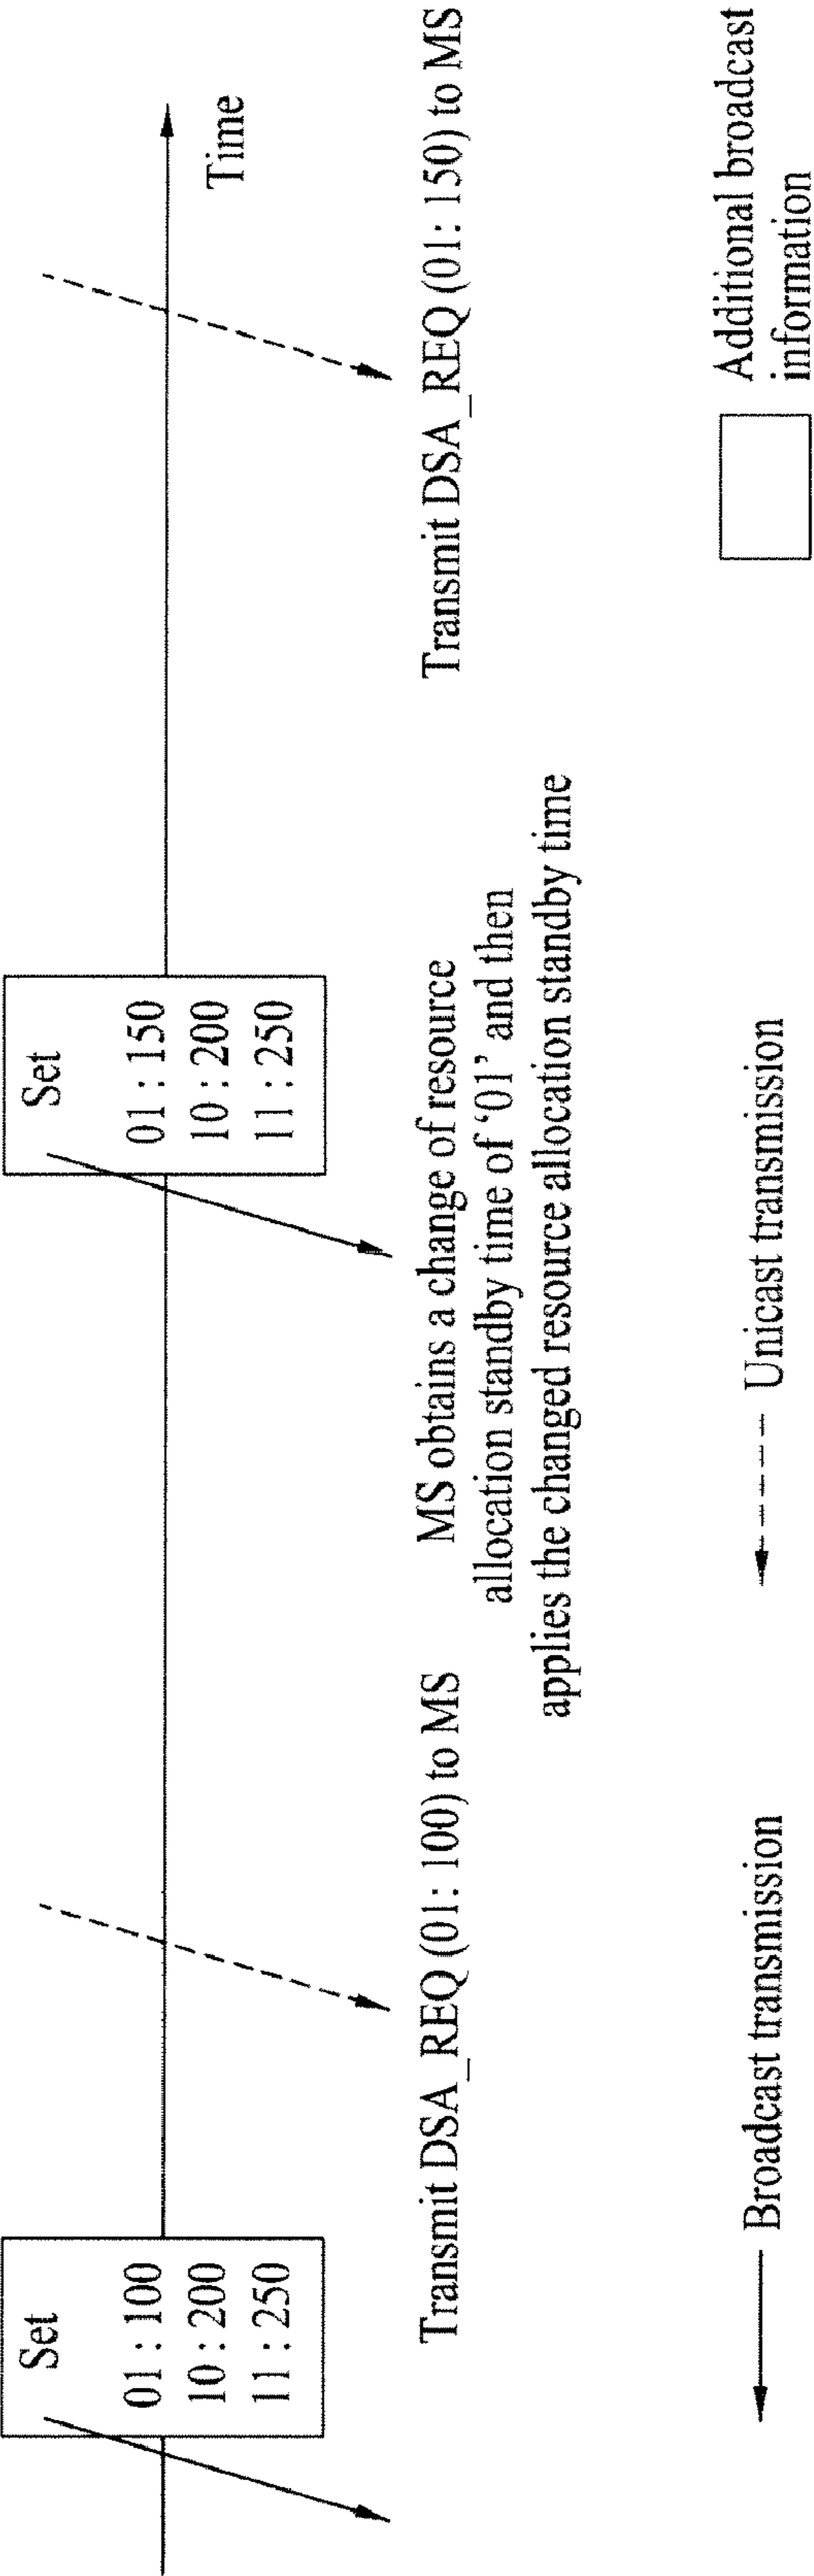 Set
01 : 100
10 : 200
11 : 250
Transmit DSA_REQ (01: 100) to MS
Set
01 : 150
10 : 200
11 : 250
MS obtains a change of resource
allocation standby time of ‘01’ and then
applies the changed resource allocation standby time
Transmit DSA_REQ (01: 150) to MS
Time
Broadcast transmission
Unicast transmission
Additional broadcast
information